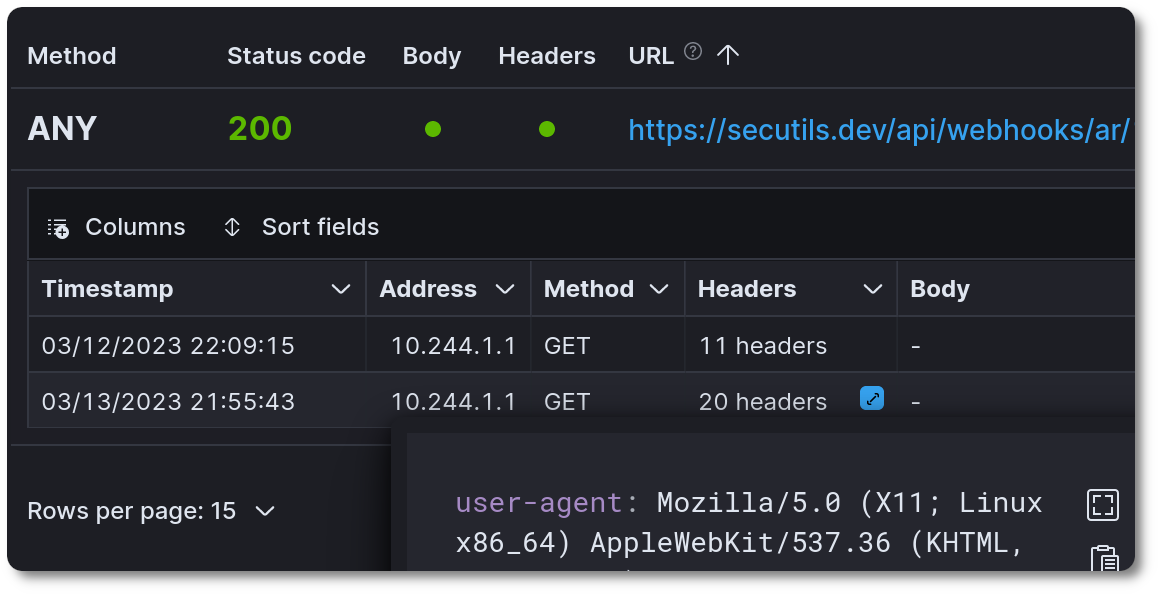 Method Status code Body Headers URL
ANY 200 https://secutils.dev/api/webhooks/ar/
Columns Sort fields
Timestamp Address Method Headers Body
03/12/2023 22:09:15 10.244.1.1 GET 11 headers -
03/13/2023 21:55:43 10.244.1.1 GET 20 headers -
user-agent: Mozilla/5.0 (X11; Linux
Rows per page: 15
x86_64) AppleWebKit/537.36 (KHTML,